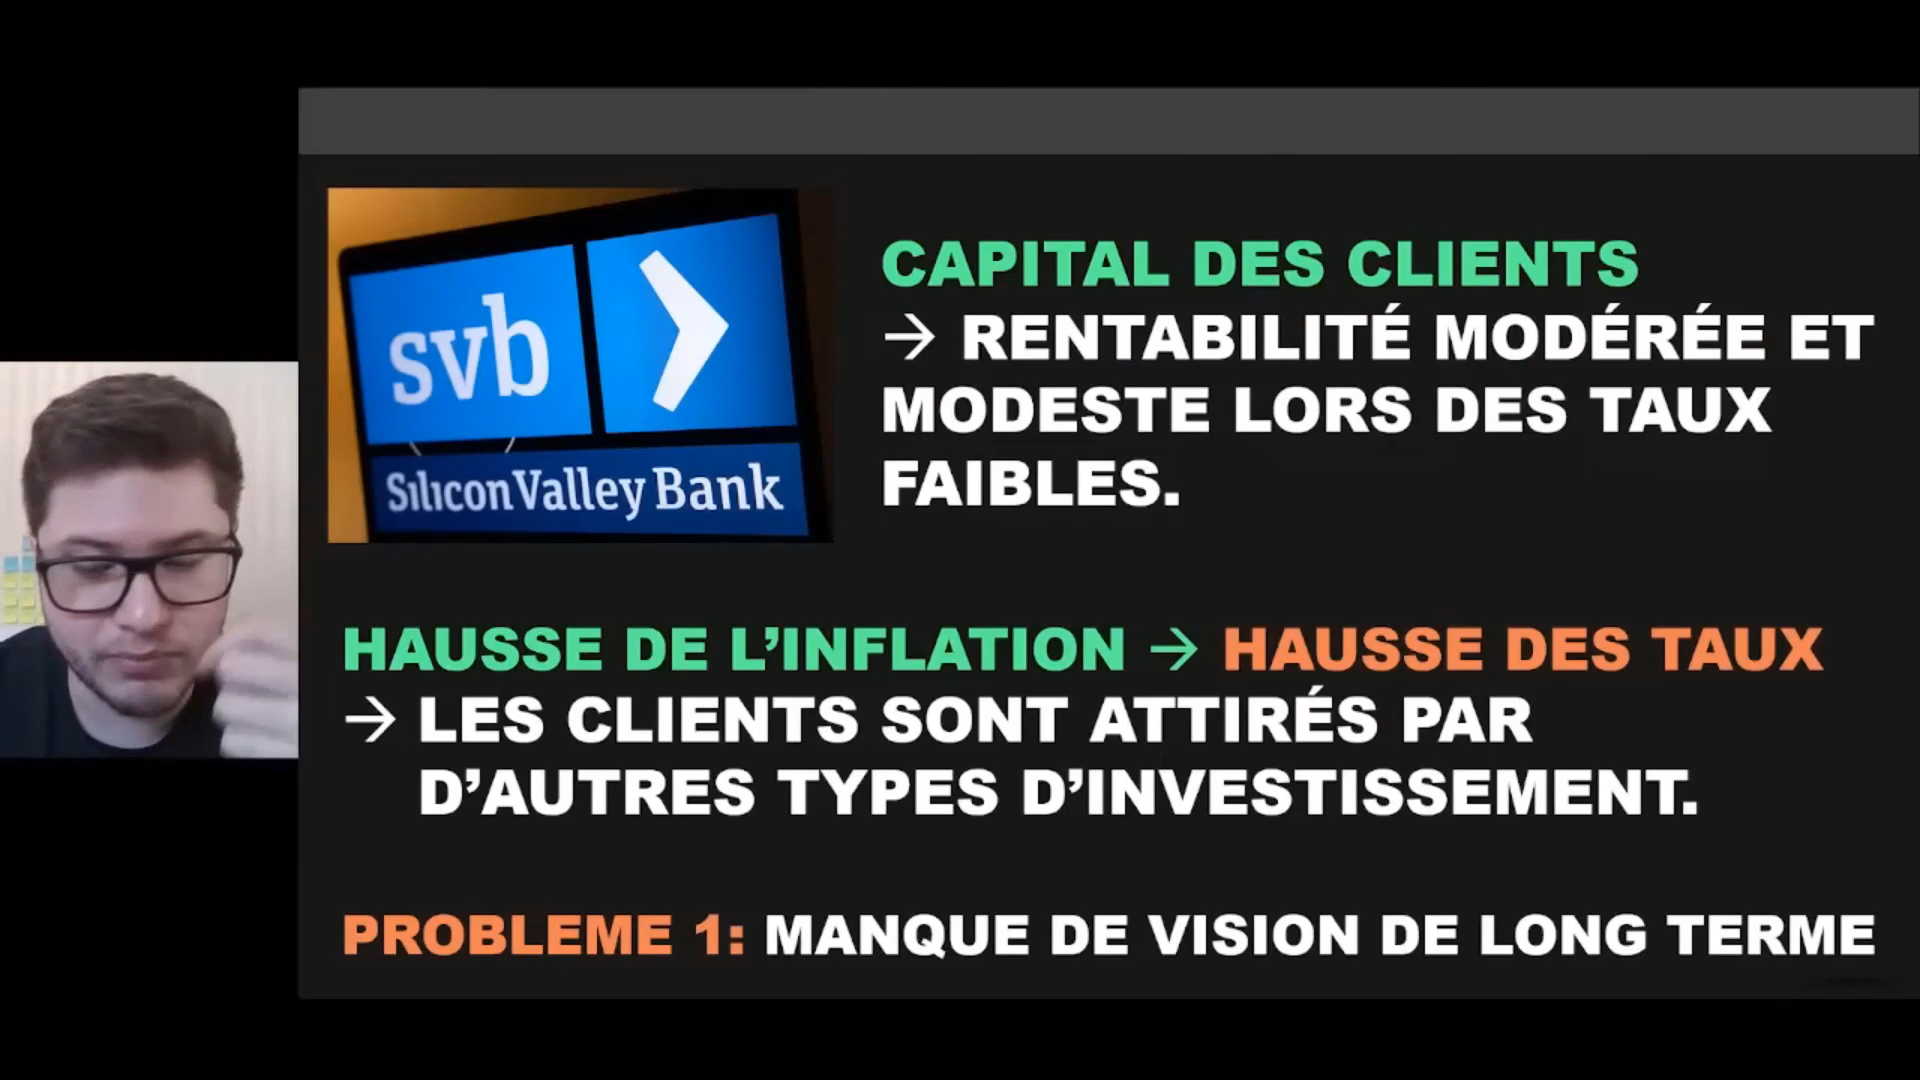 svb
Silicon Valley Bank
CAPITAL DES CLIENTS
→ RENTABILITÉ MODÉRÉE ET
MODESTE LORS DES TAUX
FAIBLES.
HAUSSE DE L’INFLATION → HAUSSE DES TAUX
→ LES CLIENTS SONT ATTIRÉS PAR
D’AUTRES TYPES D’INVESTISSEMENT.
PROBLEME 1: MANQUE DE VISION DE LONG TERME